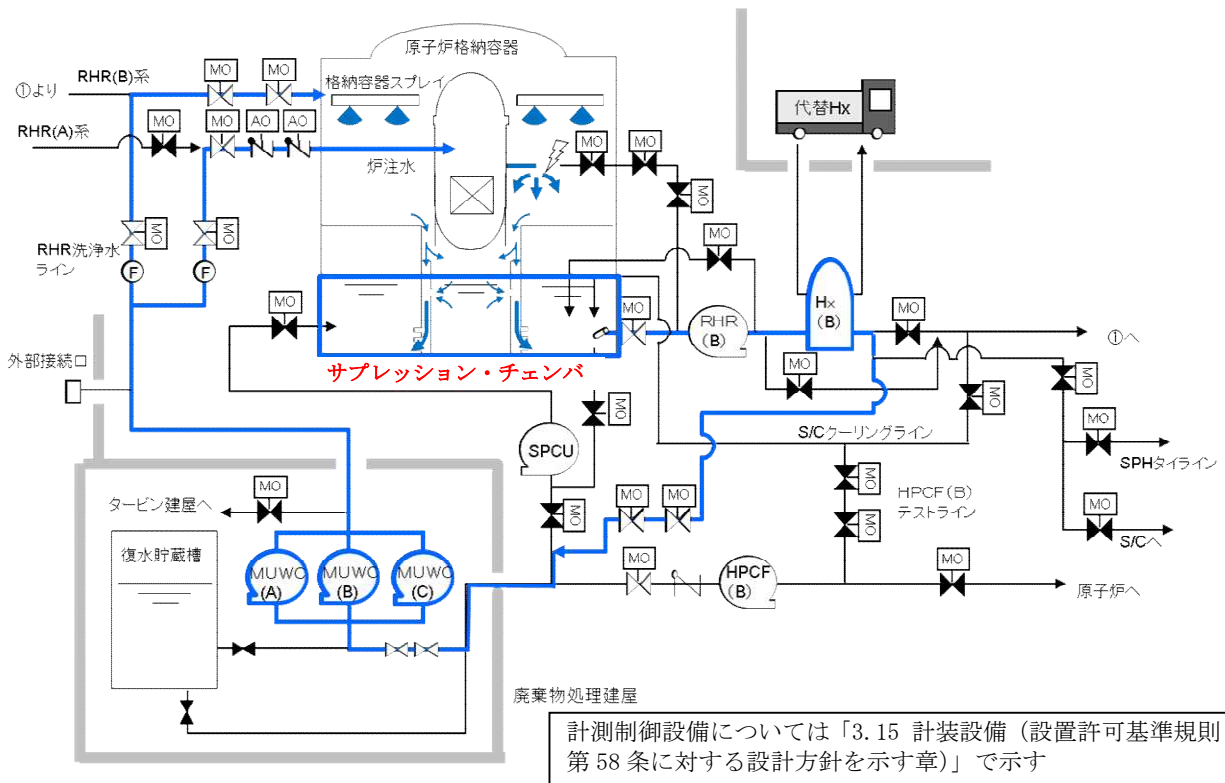 原子炉格納容器
RHR(B)系
①より
MO
MO
格納容器スプレイ
RHR(A)系
MO
MO
AO
AO
炉注水
代替Hx
MO
MO
MO
RHR洗浄水
ライン
MO
MO
F
F
MO
MO
MO
RHR
(B)
Hx
(B)
MO
①へ
外部接続口
サプレッション・チェンバ
MO
MO
MO
MO
S/Cクーリングライン
SPCU
MO
SPHタイライン
タービン建屋へ
MO
MO
MO
MO
MO
MO
HPCF(B)
テストライン
MO
S/Cへ
復水貯蔵槽
MUWC
(A)
MUWC
(B)
MUWC
(C)
MO
HPCF
(B)
MO
原子炉へ
廃棄物処理建屋
計測制御設備については「3.15 計装設備（設置許可基準規則
第 58 条に対する設計方針を示す章）」で示す